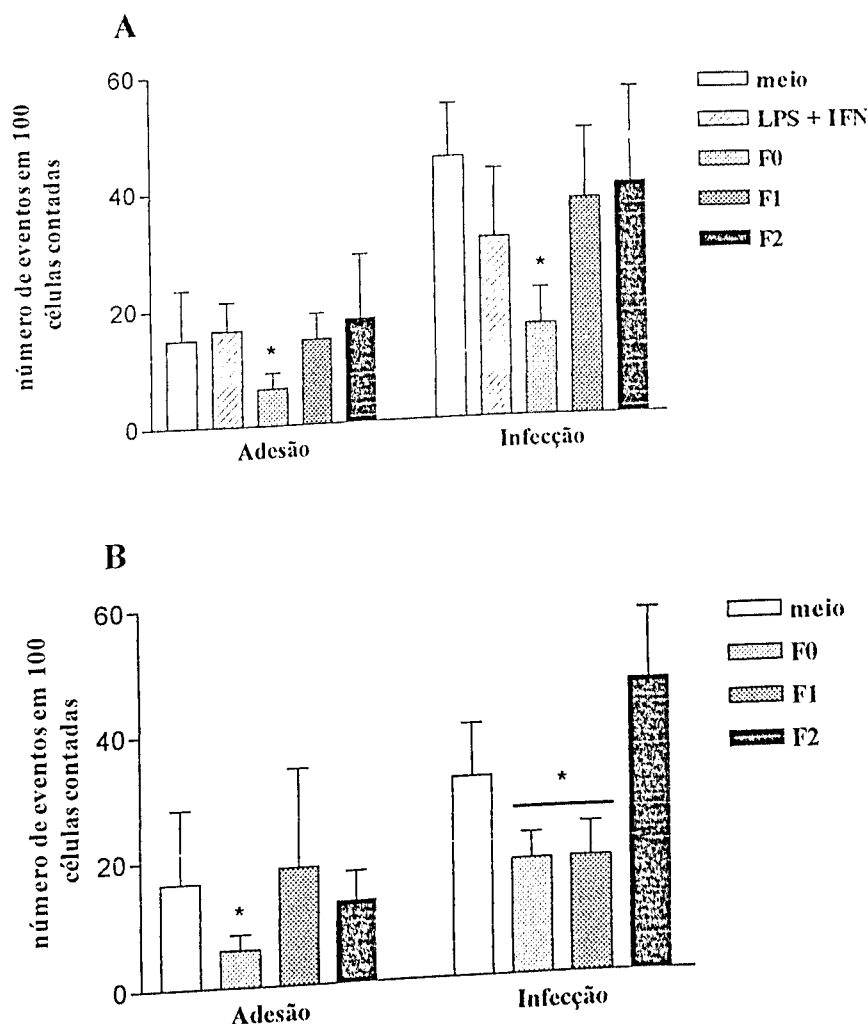 A
número de eventos em 100
células contadas
60
40
20
0
*
*
Adesão
Infecção
meio
LPS + IFN
F0
F1
F2
B
número de eventos em 100
células contadas
60
40
20
0
*
*
Adesão
Infecção
meio
F0
F1
F2